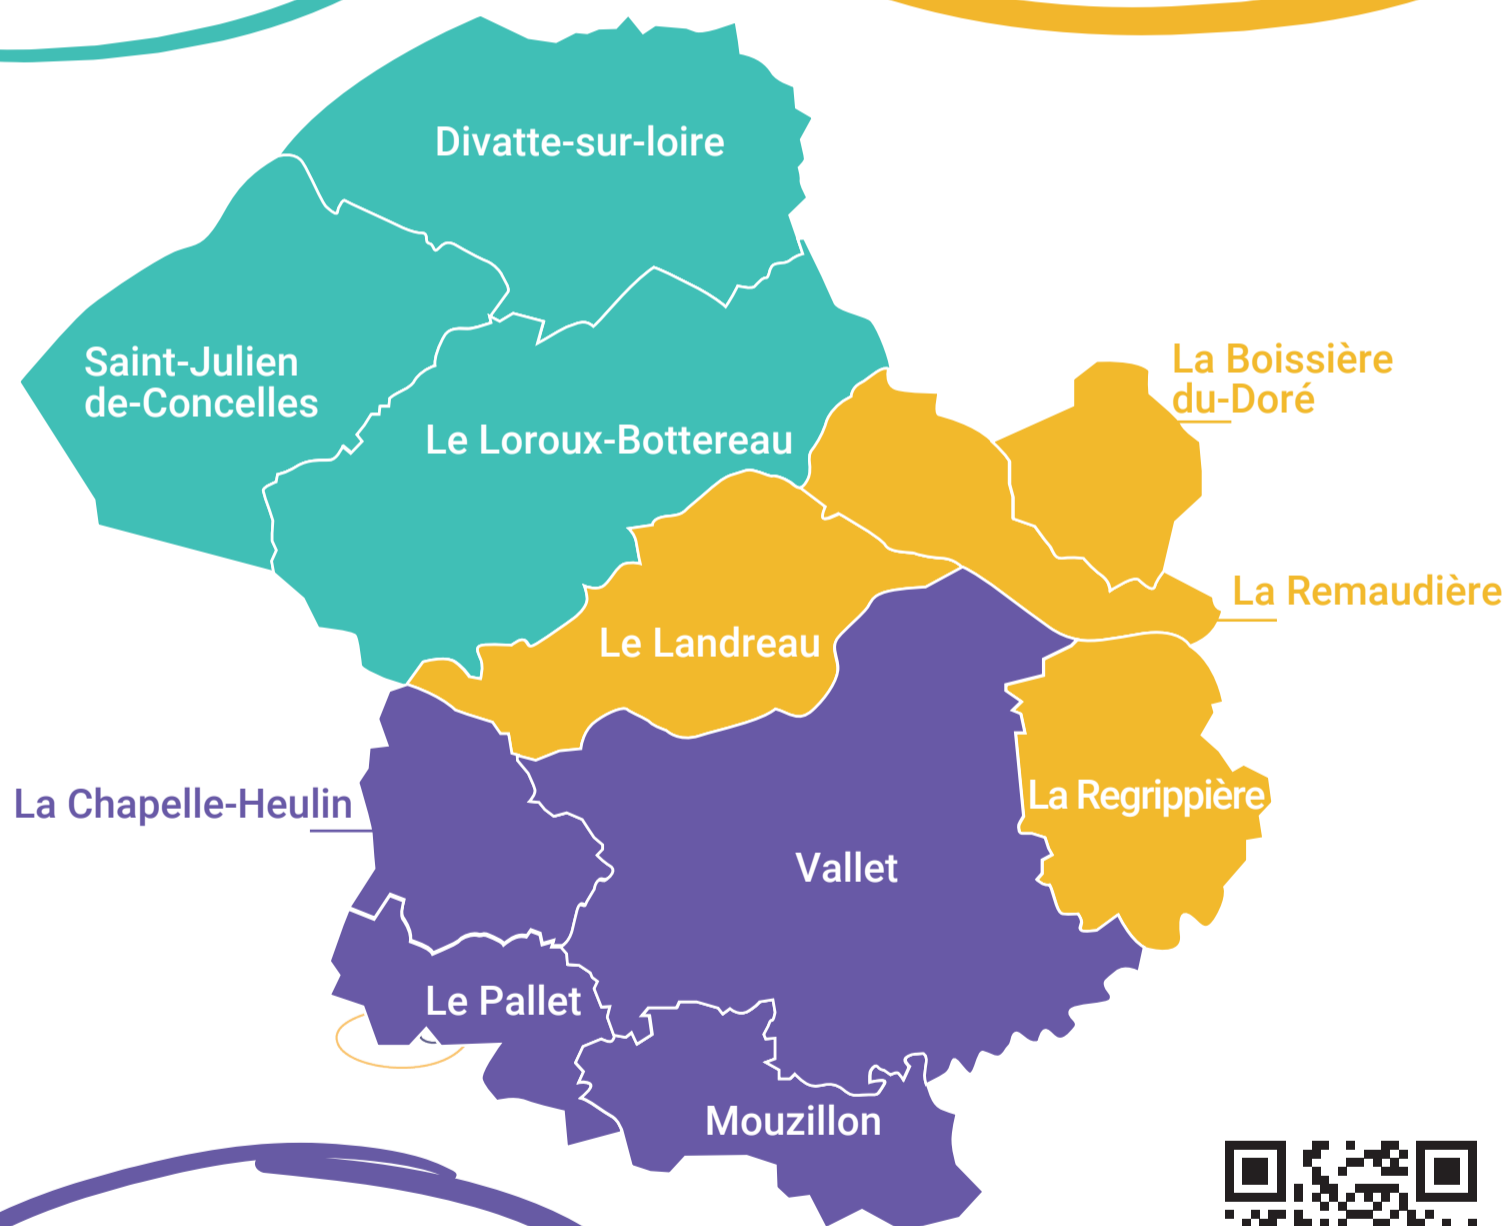 Divatte-sur-loire
Saint-Julien
de-Concelles
La Boissière
du-Doré
Le Loroux-Bottereau
La Remaudière
Le Landreau
La Regrippière
La Chapelle-Heulin
Vallet
Le Pallet
Mouzillon